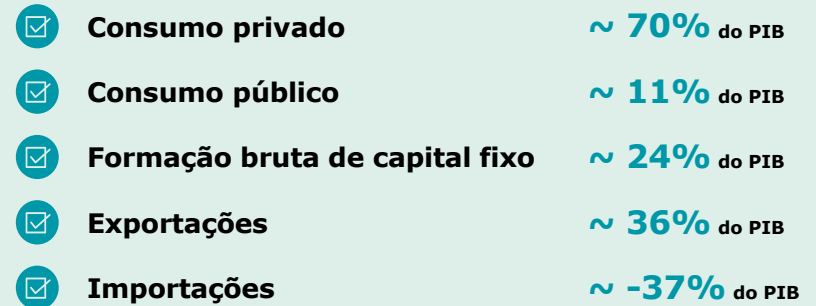 Consumo privado ~ 70% do PIB
Consumo público ~ 11% do PIB
Formação bruta de capital fixo ~ 24% do PIB
Exportações ~ 36% do PIB
Importações ~ -37% do PIB